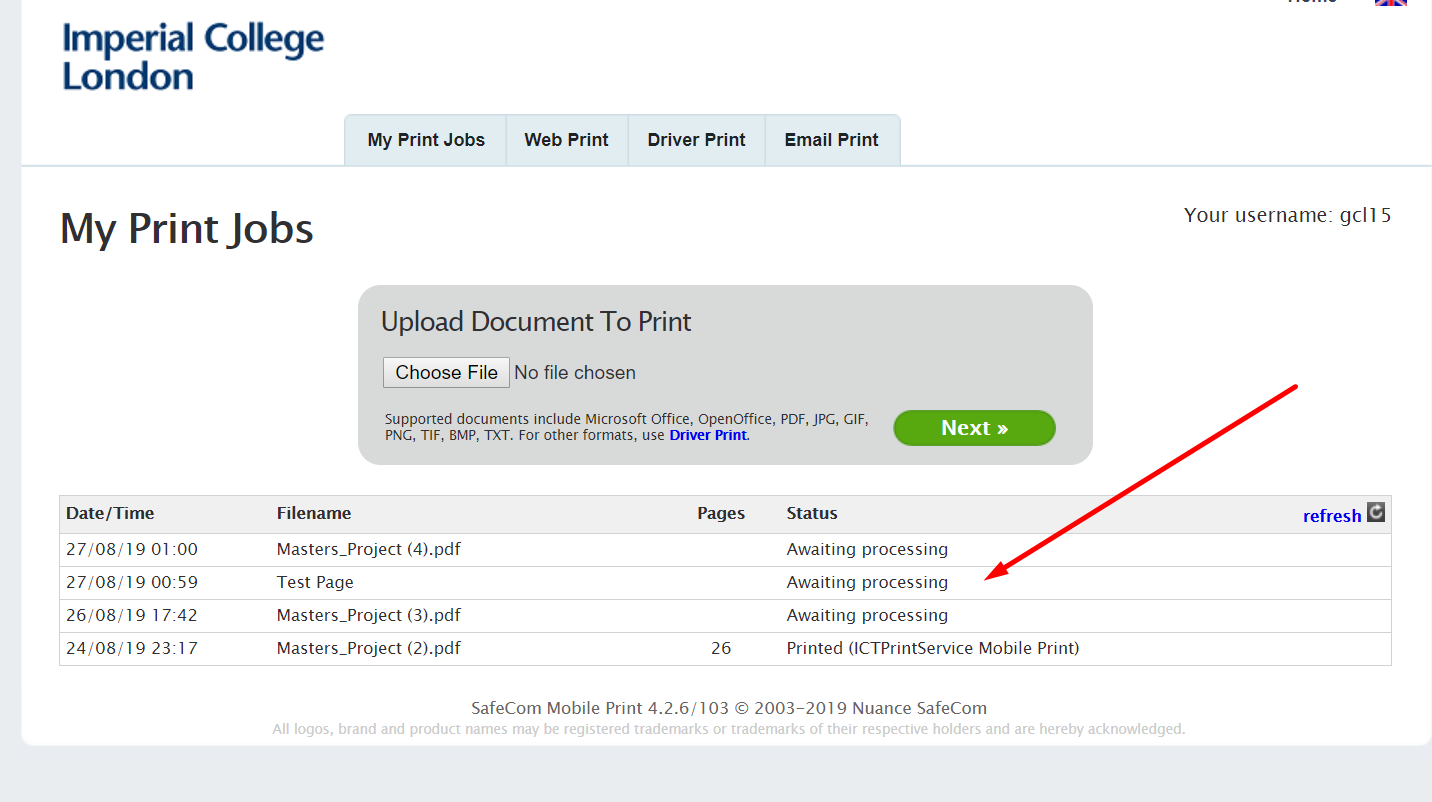 Home
Imperial College
London
My Print Jobs Web Print Driver Print Email Print
My Print Jobs
Your username: gcl15
Upload Document To Print
Choose File No file chosen
Supported documents include Microsoft Office, OpenOffice, PDF, JPG, GIF,
PNG, TIF, BMP, TXT. For other formats, use Driver Print.
Next »
Date/Time Filename Pages Status refresh
27/08/19 01:00 Masters_Project (4).pdf Awaiting processing
27/08/19 00:59 Test Page Awaiting processing
26/08/19 17:42 Masters_Project (3).pdf Awaiting processing
24/08/19 23:17 Masters_Project (2).pdf 26 Printed (ICTPrintService Mobile Print)
SafeCom Mobile Print 4.2.6/103 © 2003-2019 Nuance SafeCom
All logos, brand and product names may be registered trademarks or trademarks of their respective holders and are hereby acknowledged.